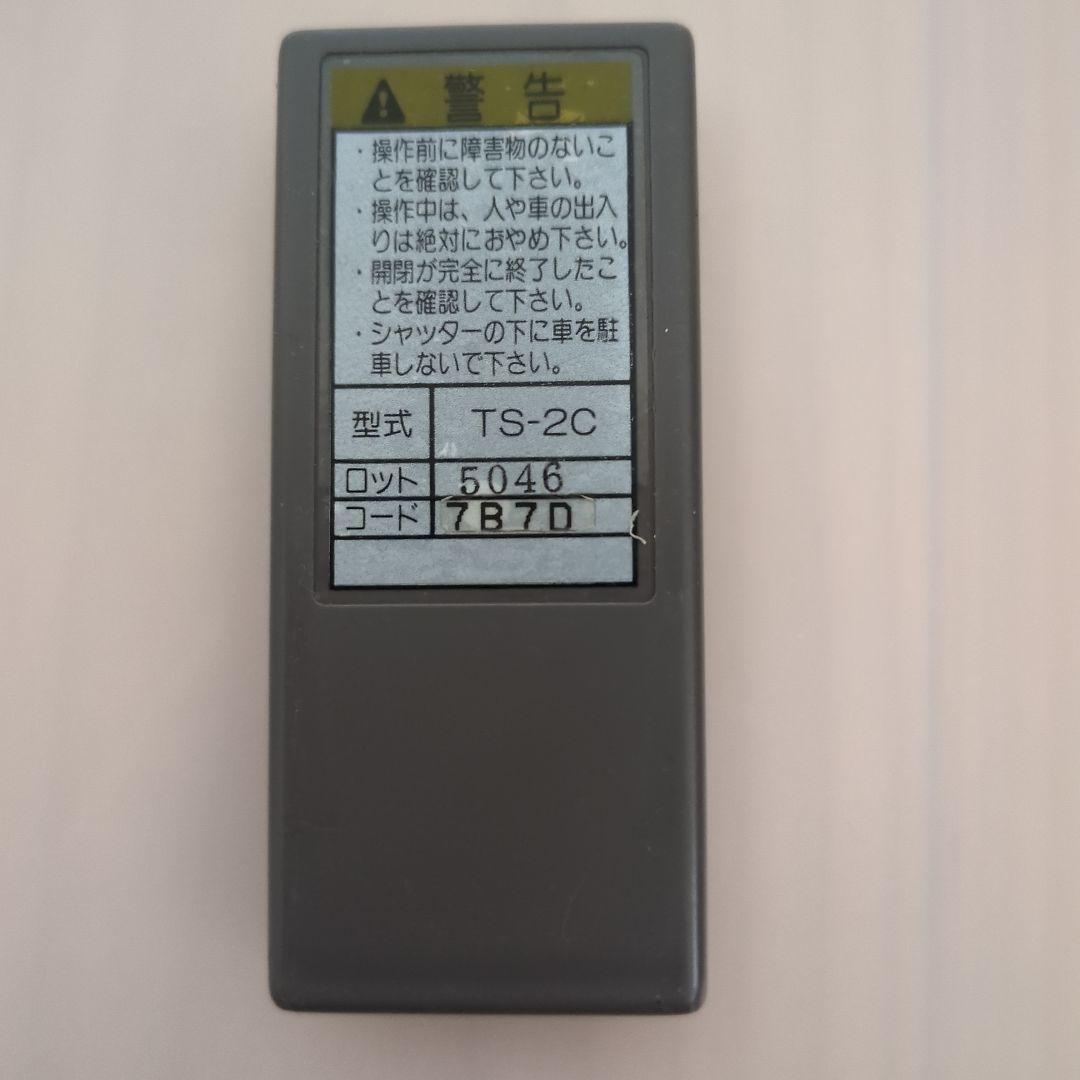 警告
・操作前に障害物のないこ
とを確認して下さい。
・操作中は、人や車の出入
りは絶対におやめ下さい。
・開閉が完全に終了したこ
とを確認して下さい。
・シャッターの下に車を駐
車しないで下さい。
型式 TS-2C
ロット 5046
コード 7B7D